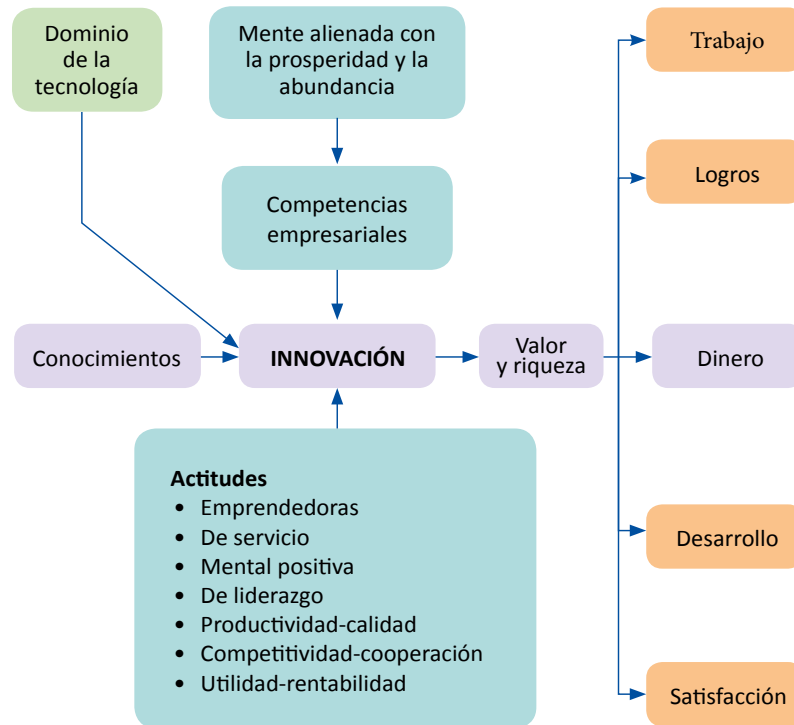 Dominio
de la
tecnología
Mente alienada con
la prosperidad y la
abundancia
Trabajo
Competencias
empresariales
Logros
Conocimientos
INNOVACIÓN
Valor
y riqueza
Dinero
Actitudes
• Emprendedoras
• De servicio
• Mental positiva
• De liderazgo
• Productividad-calidad
• Competitividad-cooperación
• Utilidad-rentabilidad
Desarrollo
Satisfacción